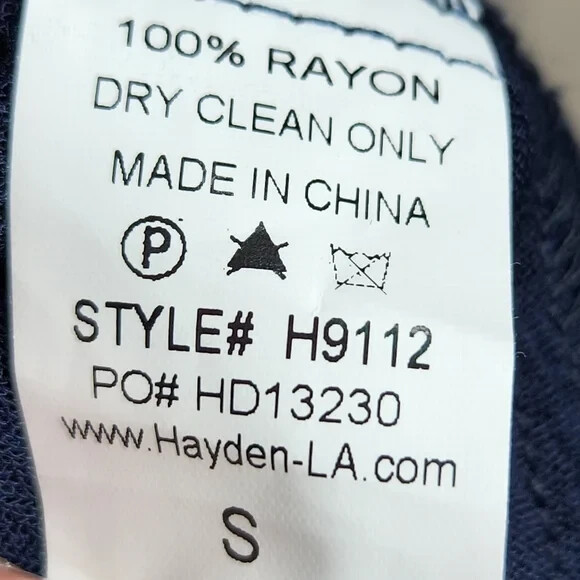 100% RAYON
DRY CLEAN ONLY
MADE IN CHINA
P
STYLE# H9112
PO# HD13230
www.Hayden-LA.com
S